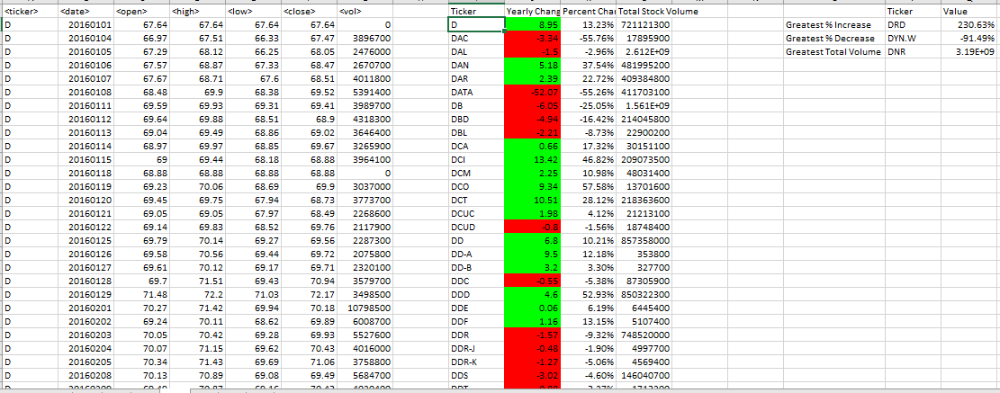 <ticker> <date> <open> <high> <low> <close> <vol> Ticker Yearly Chang Percent Chai Total Stock Volume Ticker Value
D 20160101 67.64 67.64 67.64 67.64 0 D 8.95 13.23% 721121300 Greatest % Increase DRD 230.63%
D 20160104 66.97 67.51 66.33 67.47 3896700 DAC -3.34 -55.76% 17895900 Greatest % Decrease DYN.W -91.49%
D 20160105 67.29 68.12 66.25 68.05 2476000 DAL -1.5 -2.96% 2.612E+09 Greatest Total Volume DNR 3.19E+09
D 20160106 67.57 68.87 67.33 68.47 2670700 DAN 5.18 37.54% 481995200
D 20160107 67.67 68.71 67.6 68.51 4011800 DAR 2.39 22.72% 409384800
D 20160108 68.48 69.9 68.38 69.52 5391400 DATA -52.07 -55.26% 411703100
D 20160111 69.59 69.93 69.31 69.41 3989700 DB -6.05 -25.05% 1.561E+09
D 20160112 69.64 69.88 68.51 68.9 4318300 DBD -4.94 -16.42% 214045800
D 20160113 69.04 69.49 68.86 69.02 3646400 DBL -2.21 -8.73% 22900200
D 20160114 68.97 69.97 68.85 69.67 3265900 DCA 0.66 17.32% 30151100
D 20160115 69 69.44 68.18 68.88 3964100 DCI 13.42 46.82% 209073500
D 20160118 68.88 68.88 68.88 68.88 0 DCM 2.25 10.98% 48031400
D 20160119 69.23 70.06 68.69 69.9 3037000 DCO 9.34 57.58% 13701600
D 20160120 69.45 69.75 67.94 68.73 3773700 DCT 10.51 28.12% 218363600
D 20160121 69.05 69.05 67.97 68.49 2268600 DCUC 1.98 4.12% 21213100
D 20160122 69.14 69.83 68.52 69.76 2117900 DCUD -0.8 -1.56% 18748400
D 20160125 69.79 70.14 69.27 69.56 2287300 DD 6.8 10.21% 857358000
D 20160126 69.58 70.56 69.44 69.72 2075800 DD-A 9.5 12.18% 353800
D 20160127 69.61 70.12 69.17 69.71 2320100 DD-B 3.2 3.30% 327700
D 20160128 69.7 71.51 69.43 70.94 3579700 DDC -0.55 -5.38% 87305900
D 20160129 71.48 72.2 71.03 72.17 3498500 DDD 4.6 52.93% 850322300
D 20160201 70.27 71.42 69.94 70.18 10798500 DDE 0.06 6.19% 6445400
D 20160202 69.24 70.11 68.62 69.89 6008700 DDF 1.16 13.15% 5107400
D 20160203 70.05 70.42 69.28 69.93 5527600 DDR -1.57 -9.32% 748520000
D 20160204 70.07 71.15 69.62 70.43 4016000 DDR-J -0.48 -1.90% 4997700
D 20160205 70.34 71.43 69.69 71.06 3758800 DDR-K -1.27 -5.06% 4569400
D 20160208 70.13 70.89 69.08 69.49 5684700 DDS -3.02 -4.60% 146040700